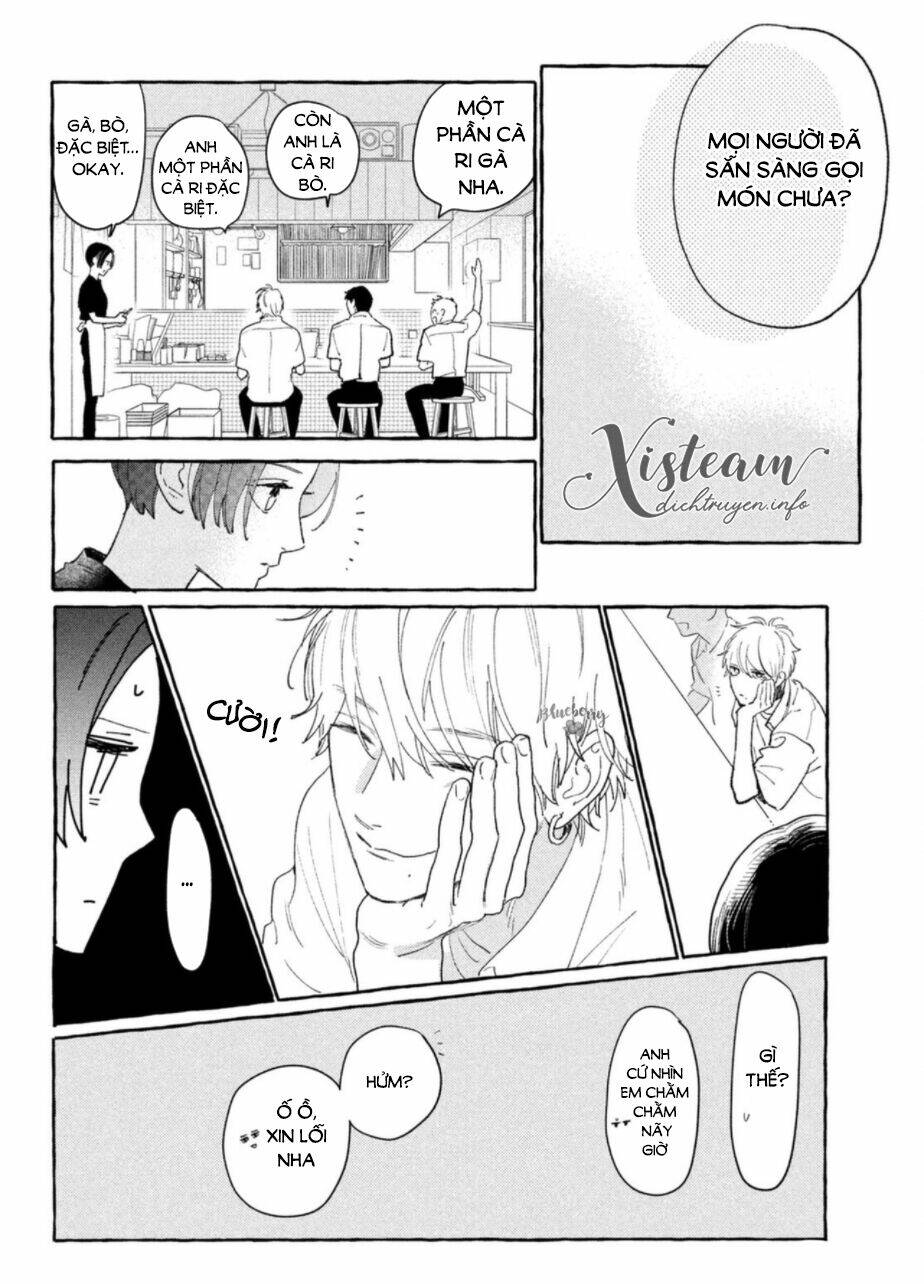 MỌI NGƯỜI ĐÃ
SẴN SÀNG GỌI
MÓN CHƯA?
MỘT
PHẦN CÀ
RI GÀ
NHA.
CÒN
ANH LÀ
CÀ RI
BÒ.
ANH
MỘT PHẦN
CÀ RI ĐẶC
BIỆT.
GÀ, BÒ,
ĐẶC BIỆT...
OKAY.
Xisteam
dichtruyen.info
Blueberry
CƯỜI!
...
GÌ
THẾ?
ANH
CỨ NHÌN
EM CHẰM
CHẰM
NÃY
GIỜ
HỬM?
Ố Ồ,
XIN LỖI
NHA